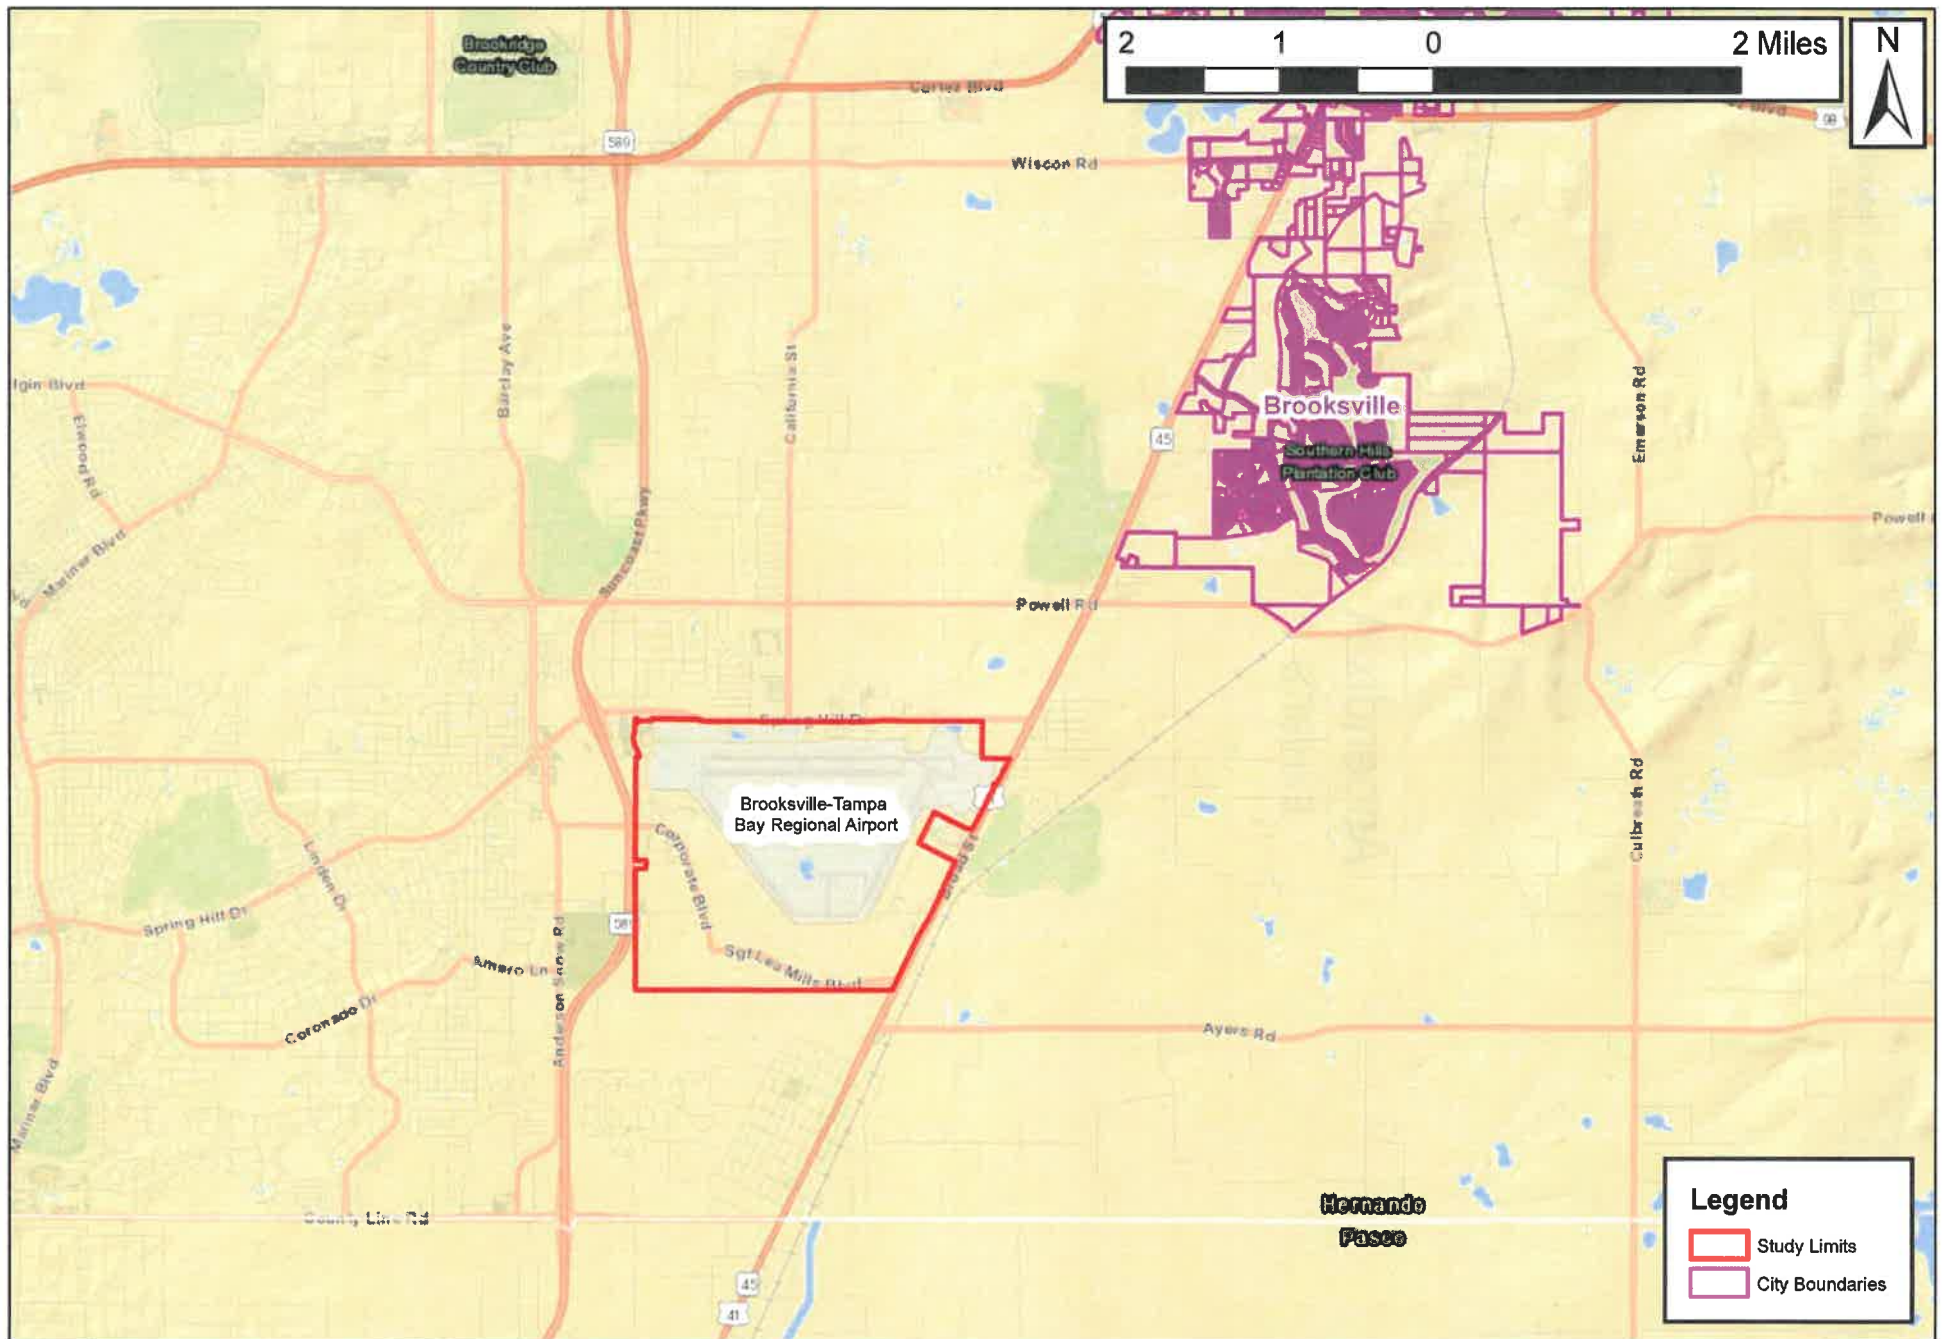 Brookridge
Country Club
2 1 0 2 Miles
N
Cortez Blvd
98
589
Wiscon Rd
Barclay Ave
California St
lgin Blvd
Elwood Rd
Emerson Rd
Brooksville
45
Southern Hills
Plantation Club
Suncoast Pkwy
Mariner Blvd
Powell
Powell Rd
Spring Hill Dr
Brooksville-Tampa
Bay Regional Airport
Corporate Blvd
Broad St
Culbreath Rd
Linden Dr
Spring Hill Dr
58
Anderson Snow Rd
Amero Ln
Sgt Lea Mills Blvd
Coronado Dr
Ayers Rd
Mariner Blvd
County Line Rd
Hernando
Pasco
45
41
Legend
Study Limits
City Boundaries